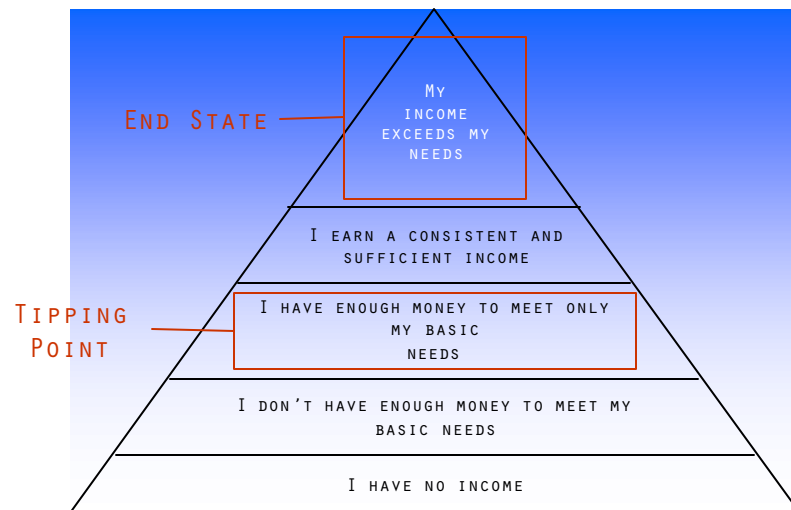 My
income
exceeds my
needs
End State
I earn a consistent and
sufficient income
I have enough money to meet only
my basic
needs
Tipping
Point
I don't have enough money to meet my
basic needs
I have no income